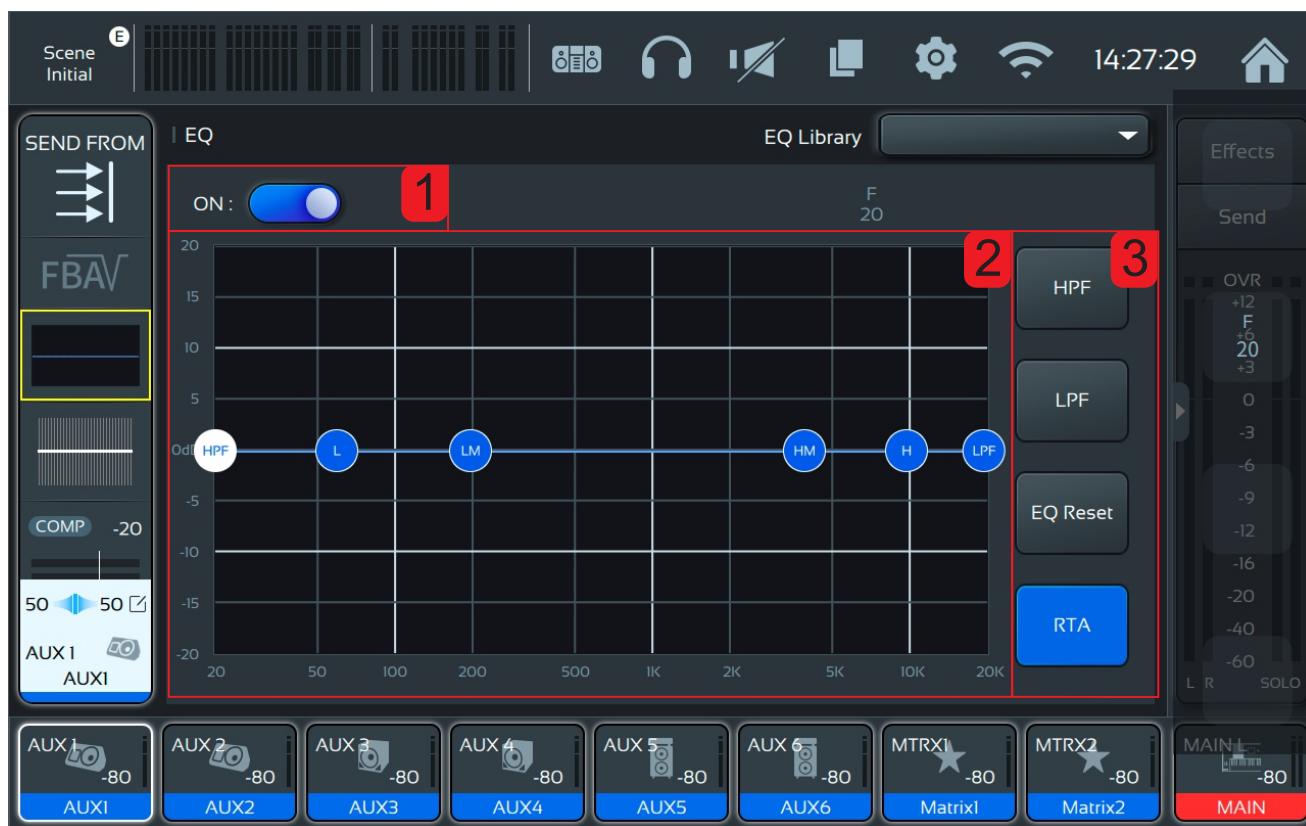 Scene
Initial
E
14:27:29
SEND FROM
EQ
EQ Library
Effects
ON :
1
F
20
Send
FBA
20
15
10
5
0dB
-5
-10
-15
-20
2
3
HPF
L
LM
HM
H
LPF
20
50
100
200
500
1K
2K
5K
10K
20K
HPF
LPF
EQ Reset
RTA
OVR
+12
F
+6
20
+3
0
-3
-6
-9
-12
-16
-20
-40
-60
L R SOLO
COMP -20
50 50
AUX 1
AUX1
AUX 1
-80
AUX1
AUX 2
-80
AUX2
AUX 3
-80
AUX3
AUX 4
-80
AUX4
AUX 5
-80
AUX5
AUX 6
-80
AUX6
MTRX1
-80
Matrix1
MTRX2
-80
Matrix2
MAIN L
-80
MAIN